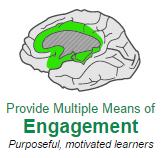 Provide Multiple Means of
Engagement
Purposeful, motivated learners